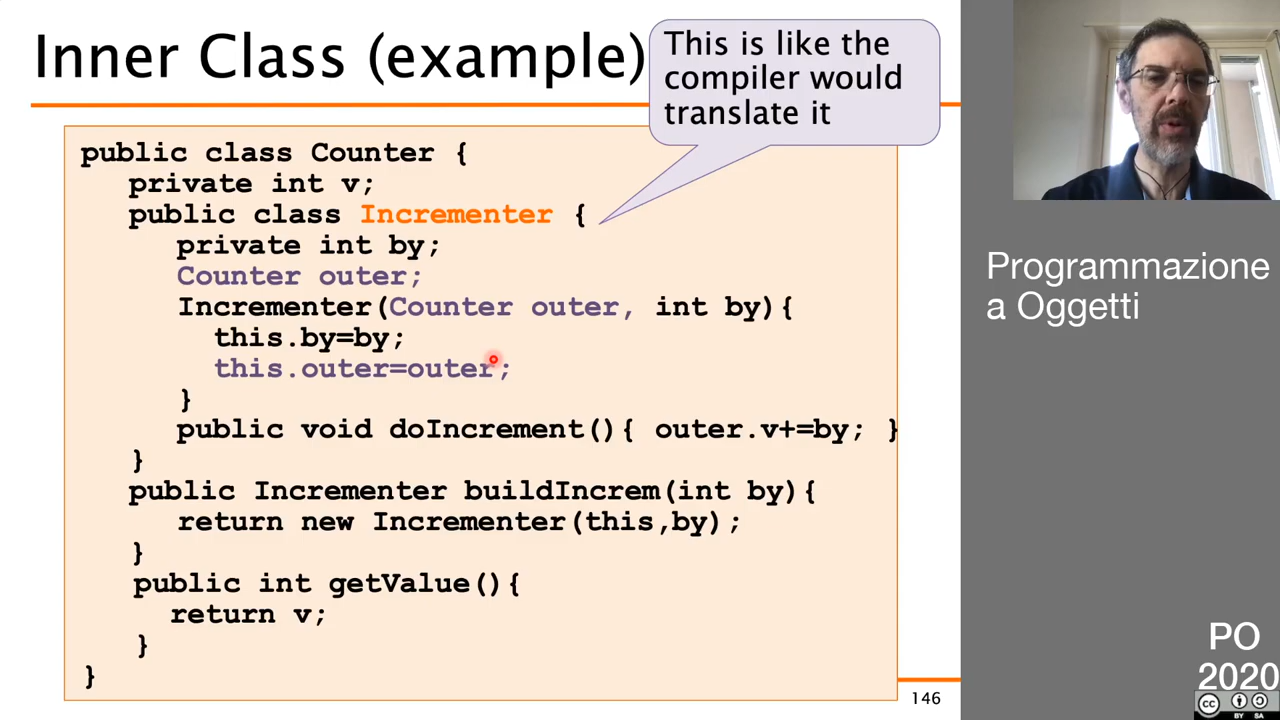 Inner Class (example)
This is like the
compiler would
translate it
public class Counter {
private int v;
public class Incrementer {
private int by;
Counter outer;
Incrementer(Counter outer, int by){
this.by=by;
this.outer=outer;
}
public void doIncrement(){ outer.v+=by; }
}
public Incrementer buildIncrem(int by){
return new Incrementer(this,by);
}
public int getValue(){
return v;
}
}
146
Programmazione
a Oggetti
PO
2020
cc
BY SA